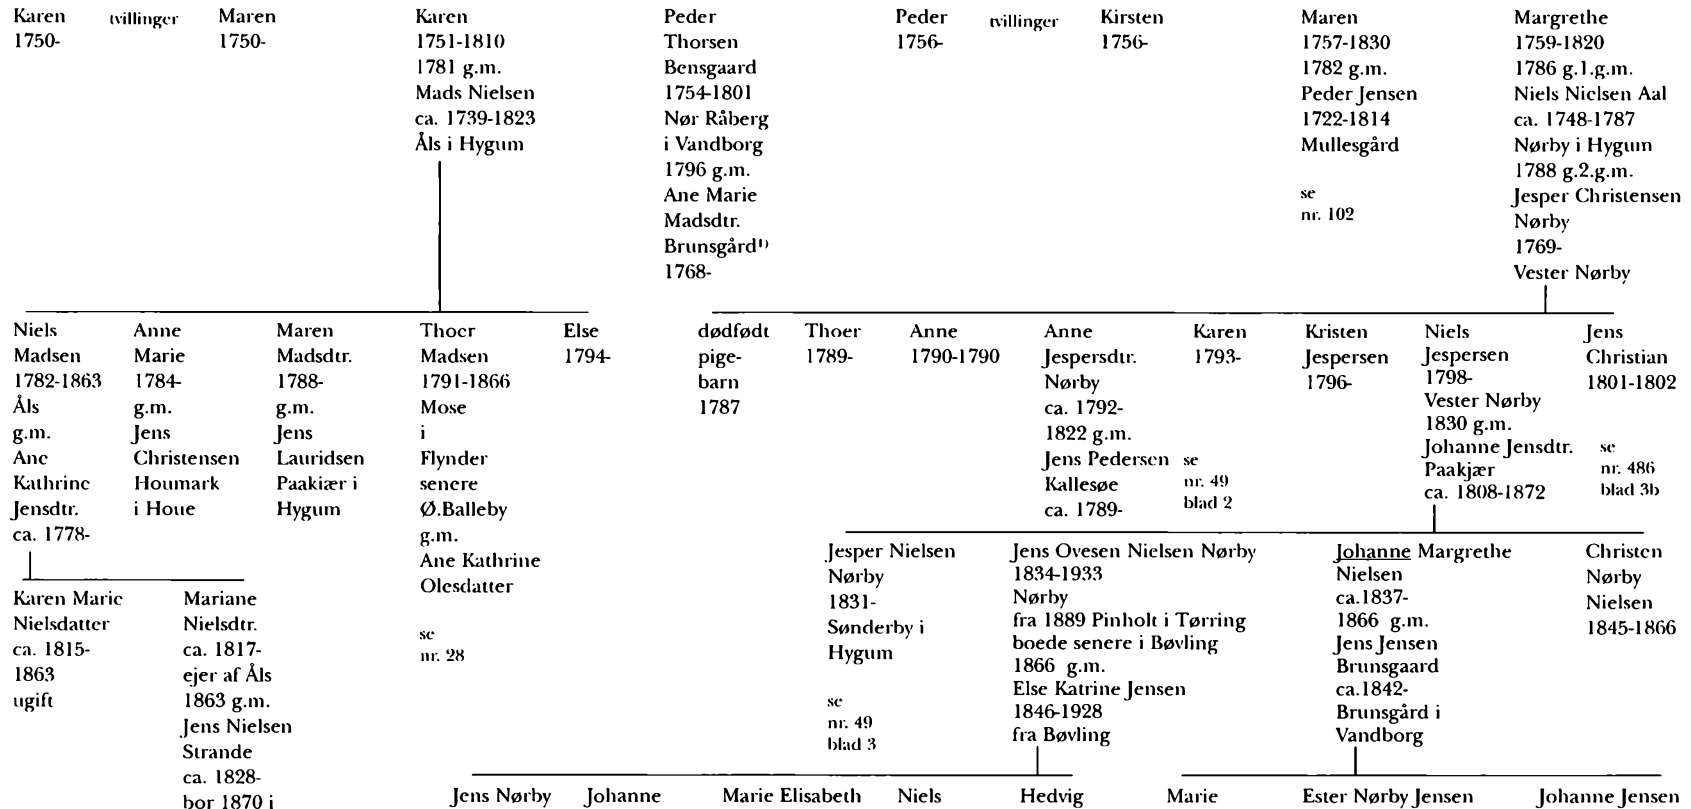 Karen
1750-
tvillinger
Maren
1750-
Karen
1751-1810
1781 g.m.
Mads Nielsen
ca. 1739-1823
Åls i Hygum
Peder
Thorsen
Bensgaard
1754-1801
Nør Råberg
i Vandborg
1796 g.m.
Ane Marie
Madsdtr.
Brunsgård¹⁾
1768-
Peder
1756-
tvillinger
Kirsten
1756-
Maren
1757-1830
1782 g.m.
Peder Jensen
1722-1814
Mullesgård
se
nr. 102
Margrethe
1759-1820
1786 g.1.g.m.
Niels Nielsen Aal
ca. 1748-1787
Nørby i Hygum
1788 g.2.g.m.
Jesper Christensen
Nørby
1769-
Vester Nørby
Niels
Madsen
1782-1863
Åls
g.m.
Ane
Kathrine
Jensdtr.
ca. 1778-
Anne
Marie
1784-
g.m.
Jens
Christensen
Houmark
i Houe
Maren
Madsdtr.
1788-
g.m.
Jens
Lauridsen
Paakiær i
Hygum
Thoer
Madsen
1791-1866
Mose
i
Flynder
senere
Ø.Balleby
g.m.
Ane Kathrine
Olesdatter
se
nr. 28
Else
1794-
dødfødt
pige-
barn
1787
Thoer
1789-
Anne
1790-1790
Anne
Jespersdtr.
Nørby
ca. 1792-
1822 g.m.
Jens Pedersen
Kallesøe
ca. 1789-
se
nr. 49
blad 2
Karen
1793-
Kristen
Jespersen
1796-
Niels
Jespersen
1798-
Vester Nørby
1830 g.m.
Johanne Jensdtr.
Paakjær
ca. 1808-1872
Jens
Christian
1801-1802
se
nr. 486
blad 3b
Karen Marie
Nielsdatter
ca. 1815-
1863
ugift
Mariane
Nielsdtr.
ca. 1817-
ejer af Åls
1863 g.m.
Jens Nielsen
Strande
ca. 1828-
bor 1870 i
Jesper Nielsen
Nørby
1831-
Sønderby i
Hygum
se
nr. 49
blad 3
Jens Ovesen Nielsen Nørby
1834-1933
Nørby
fra 1889 Pinholt i Tørring
boede senere i Bøvling
1866 g.m.
Else Katrine Jensen
1846-1928
fra Bøvling
Johanne Margrethe
Nielsen
ca.1837-
1866 g.m.
Jens Jensen
Brunsgaard
ca.1842-
Brunsgård i
Vandborg
Christen
Nørby
Nielsen
1845-1866
Jens Nørby
Johanne
Marie Elisabeth
Niels
Hedvig
Marie
Ester Nørby Jensen
Johanne Jensen